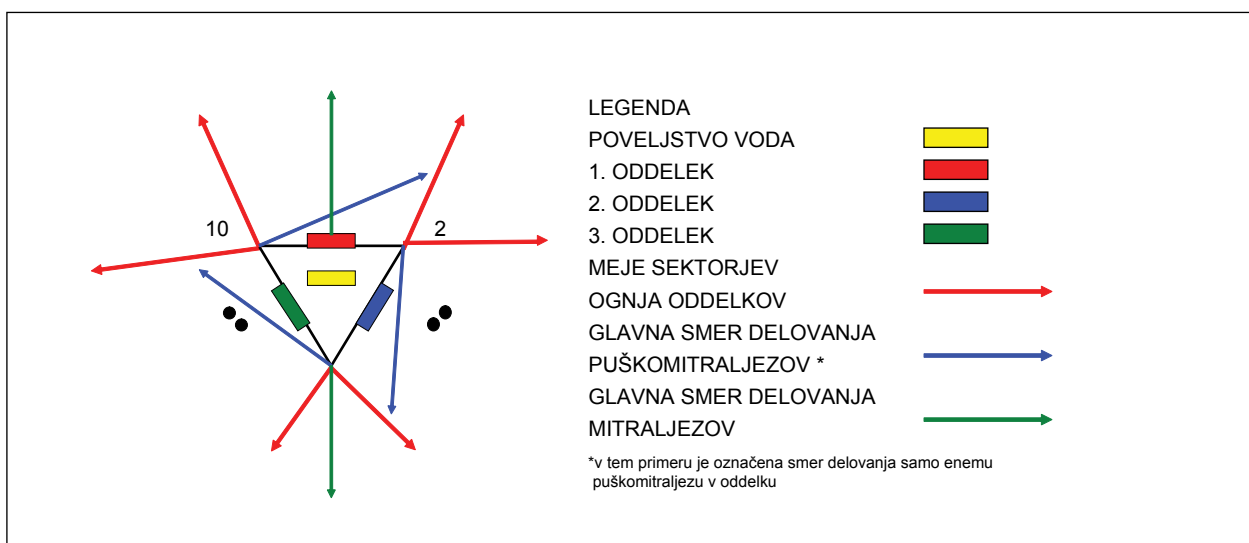 10
2
LEGENDA
POVELJSTVO VODA
1. ODDELEK
2. ODDELEK
3. ODDELEK
MEJE SEKTORJEV
OGNJA ODDELKOV
GLAVNA SMER DELOVANJA
PUŠKOMITRALJEZOV *
GLAVNA SMER DELOVANJA
MITRALJEZOV
*v tem primeru je označena smer delovanja samo enemu
puškomitraljezu v oddelku